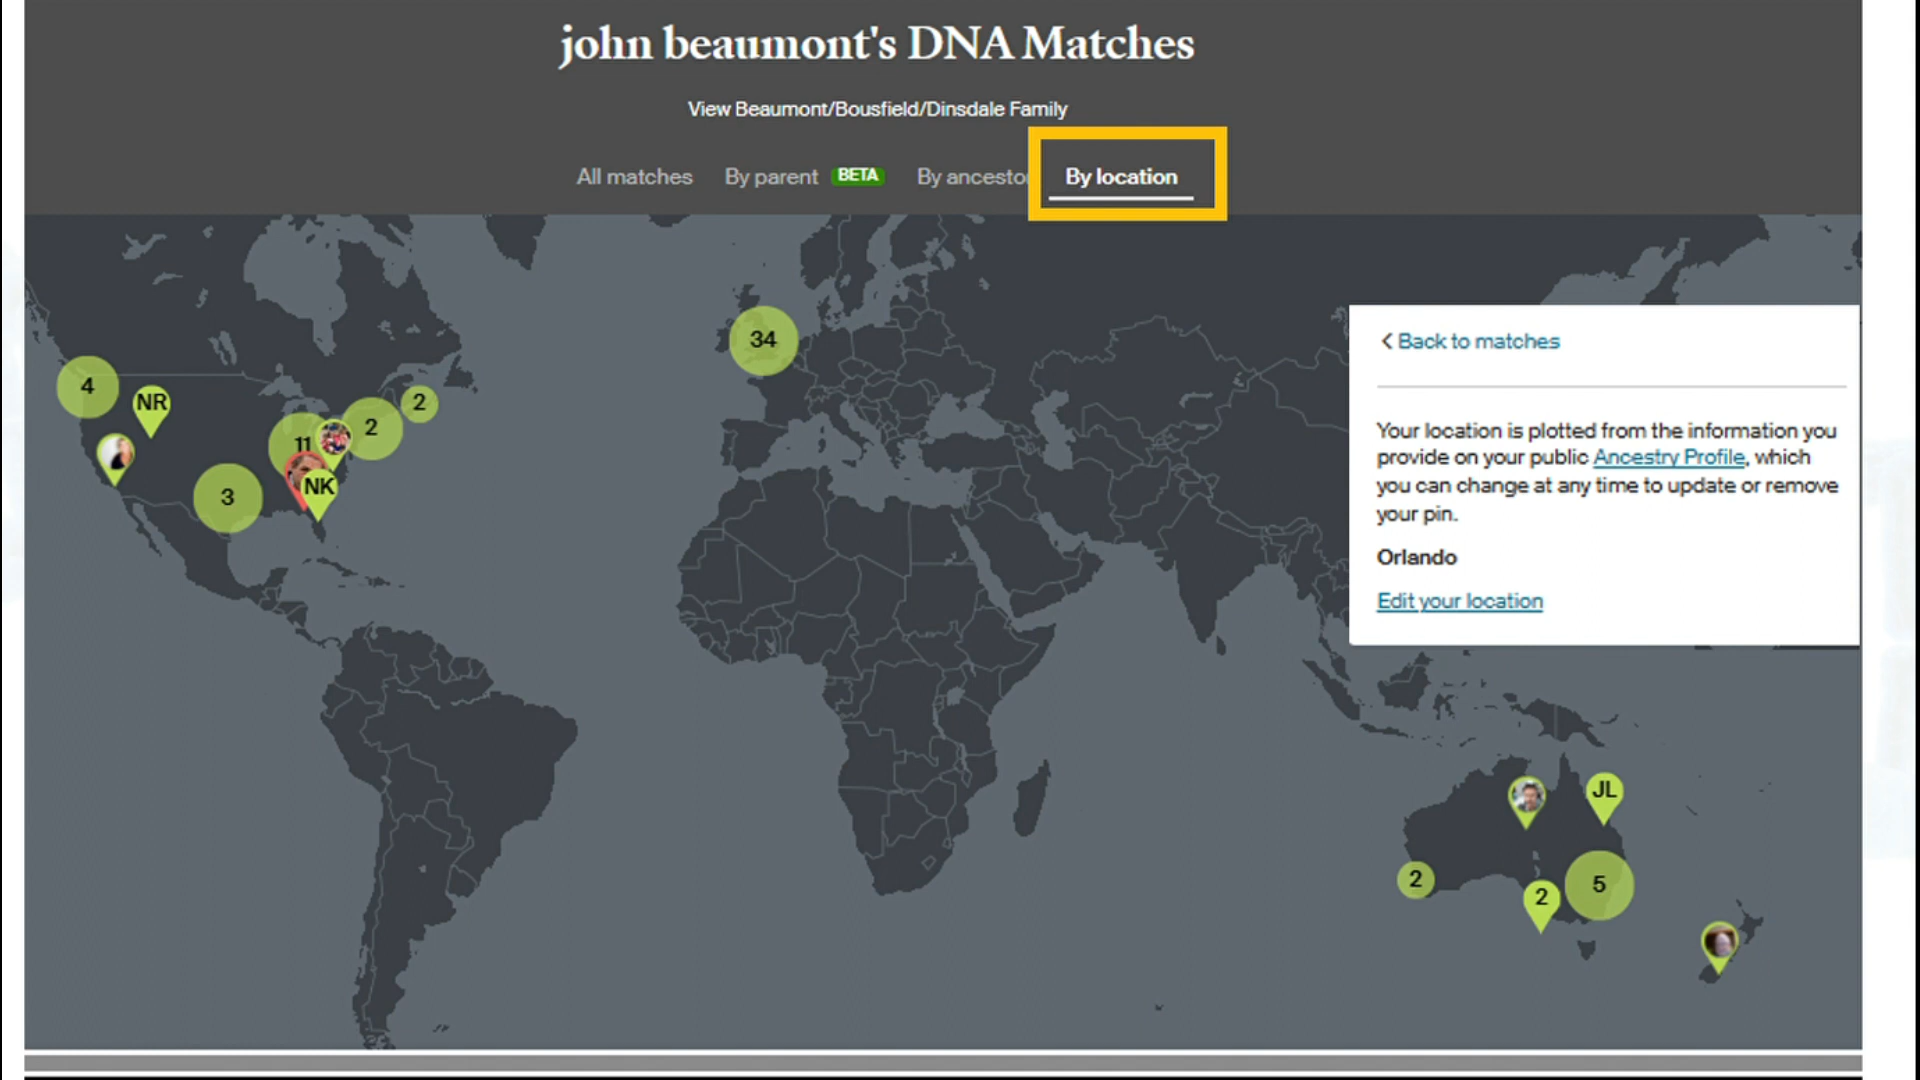 john beaumont's DNA Matches
View Beaumont/Bousfield/Dinsdale Family
All matches By parent BETA By ancestor By location
34
< Back to matches
4
NR
2
2
11
Your location is plotted from the information you
provide on your public Ancestry Profile, which
you can change at any time to update or remove
your pin.
NK
3
Orlando
Edit your location
JL
2
5
2